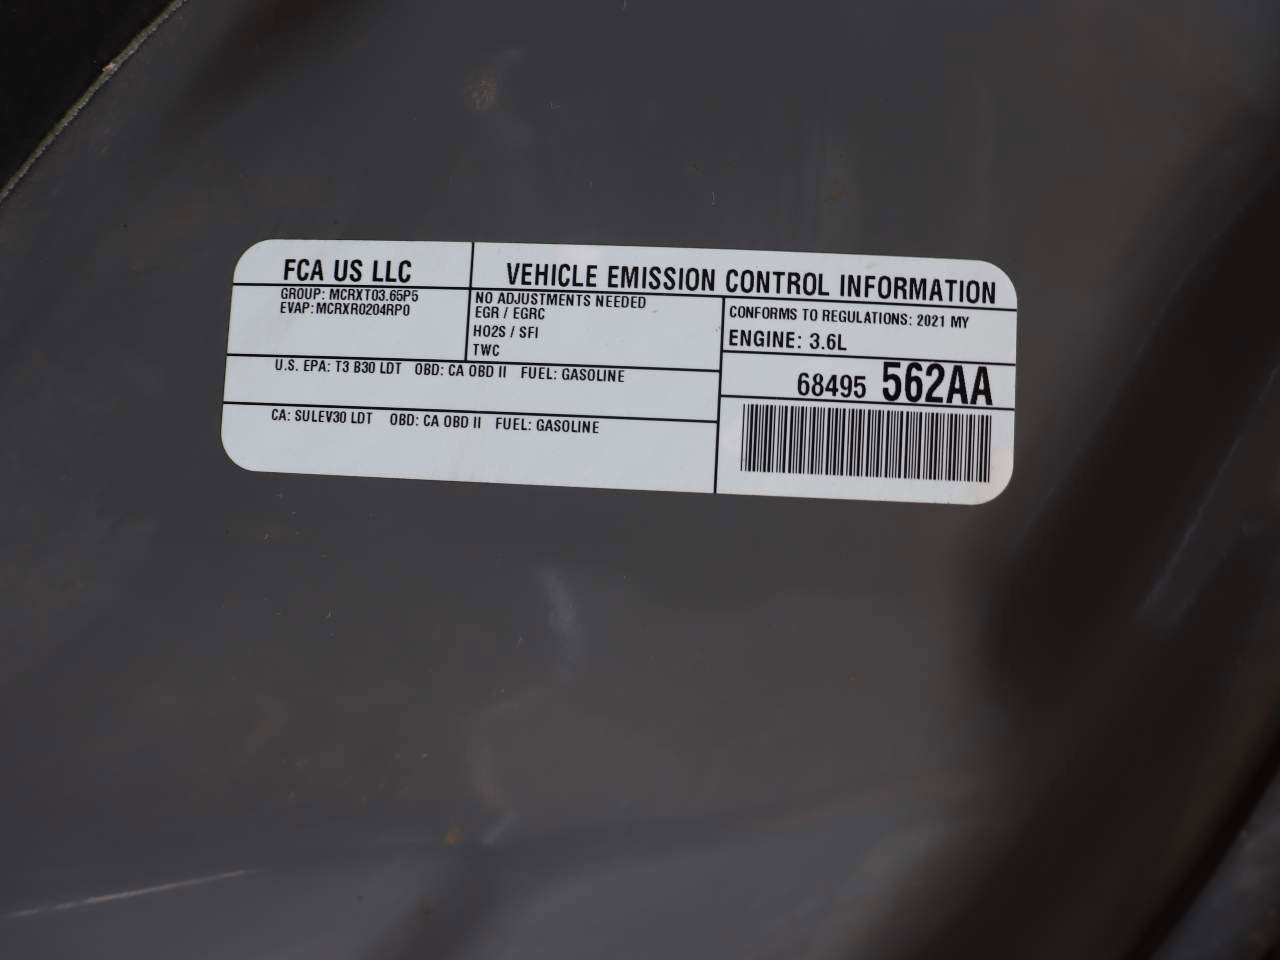 FCA US LLC
VEHICLE EMISSION CONTROL INFORMATION
GROUP: MCRXT03.65P5
EVAP: MCRXR0204RP0
NO ADJUSTMENTS NEEDED
EGR / EGRC
HO2S / SFI
TWC
CONFORMS TO REGULATIONS: 2021 MY
ENGINE: 3.6L
U.S. EPA: T3 B30 LDT OBD: CA OBD II FUEL: GASOLINE
68495 562AA
CA: SULEV30 LDT OBD: CA OBD II FUEL: GASOLINE